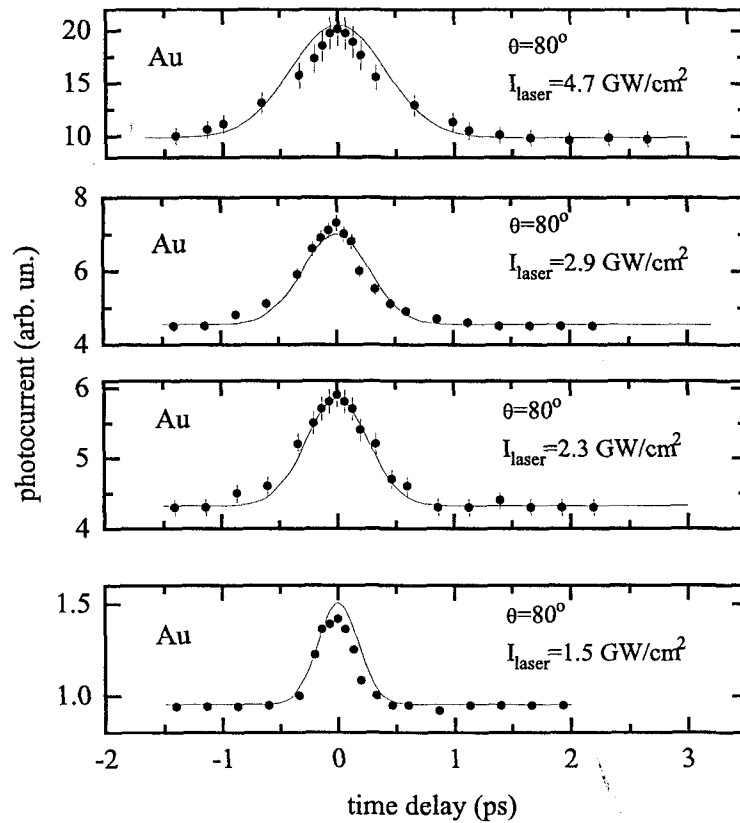 20
15
10
Au
θ=80°
I_laser=4.7 GW/cm²
8
6
4
Au
θ=80°
I_laser=2.9 GW/cm²
6
5
4
Au
θ=80°
I_laser=2.3 GW/cm²
1.5
1.0
Au
θ=80°
I_laser=1.5 GW/cm²
-2
-1
0
1
2
3
time delay (ps)
photocurrent (arb. un.)